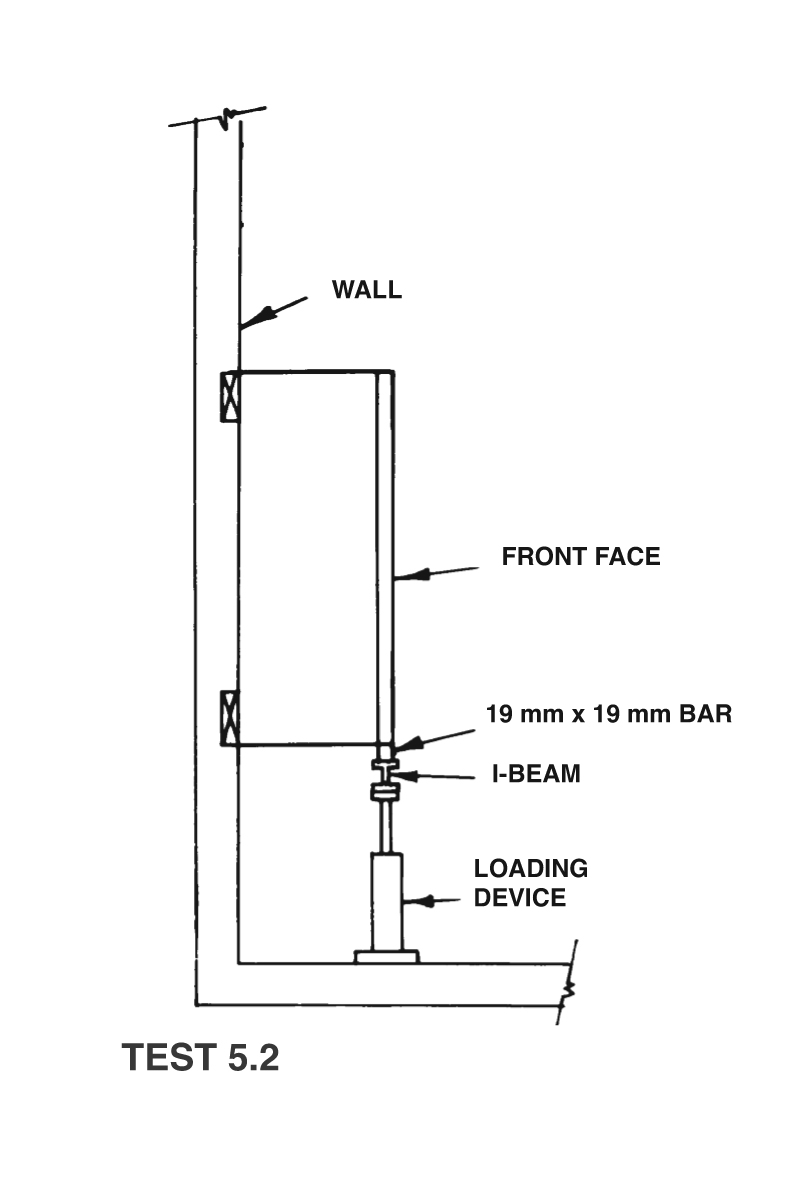 WALL
FRONT FACE
19 mm x 19 mm BAR
I-BEAM
LOADING
DEVICE
TEST 5.2